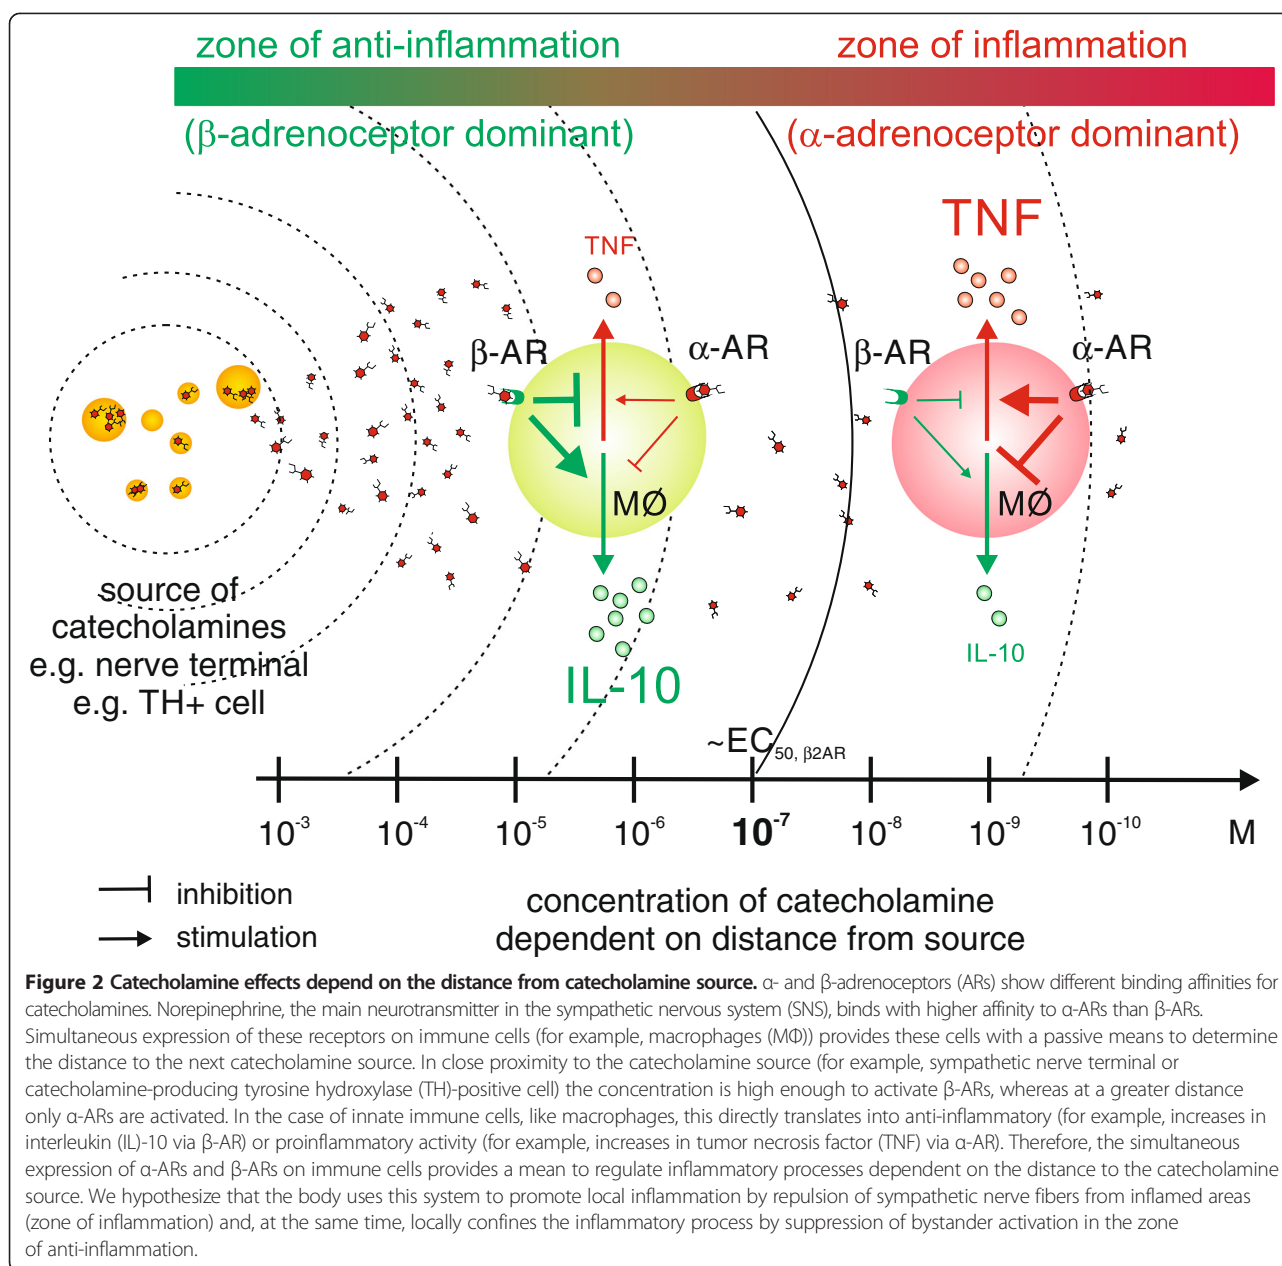 zone of anti-inflammation
zone of inflammation
(β-adrenoceptor dominant)
(α-adrenoceptor dominant)
TNF
TNF
β-AR
α-AR
β-AR
α-AR
MØ
MØ
source of
catecholamines
e.g. nerve terminal
e.g. TH+ cell
IL-10
IL-10
~EC50, β2AR
10-3
10-4
10-5
10-6
10-7
10-8
10-9
10-10
M
inhibition
stimulation
concentration of catecholamine
dependent on distance from source
Figure 2 Catecholamine effects depend on the distance from catecholamine source. α- and β-adrenoceptors (ARs) show different binding affinities for
catecholamines. Norepinephrine, the main neurotransmitter in the sympathetic nervous system (SNS), binds with higher affinity to α-ARs than β-ARs.
Simultaneous expression of these receptors on immune cells (for example, macrophages (MΦ)) provides these cells with a passive means to determine
the distance to the next catecholamine source. In close proximity to the catecholamine source (for example, sympathetic nerve terminal or
catecholamine-producing tyrosine hydroxylase (TH)-positive cell) the concentration is high enough to activate β-ARs, whereas at a greater distance
only α-ARs are activated. In the case of innate immune cells, like macrophages, this directly translates into anti-inflammatory (for example, increases in
interleukin (IL)-10 via β-AR) or proinflammatory activity (for example, increases in tumor necrosis factor (TNF) via α-AR). Therefore, the simultaneous
expression of α-ARs and β-ARs on immune cells provides a mean to regulate inflammatory processes dependent on the distance to the catecholamine
source. We hypothesize that the body uses this system to promote local inflammation by repulsion of sympathetic nerve fibers from inflamed areas
(zone of inflammation) and, at the same time, locally confines the inflammatory process by suppression of bystander activation in the zone
of anti-inflammation.